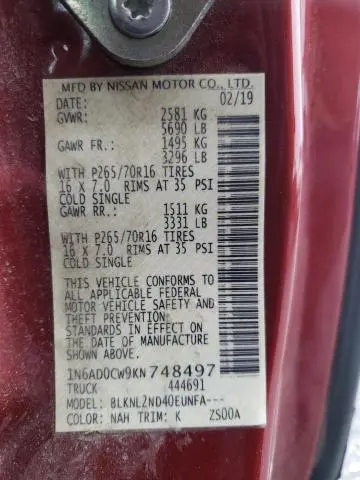 MFD BY NISSAN MOTOR CO., LTD.
DATE: 02/19
GVWR: 2581 KG
5690 LB
GAWR FR.: 1495 KG
3296 LB
WITH P265/70R16 TIRES
16 X 7.0 RIMS AT 35 PSI
COLD SINGLE
GAWR RR.: 1511 KG
3331 LB
WITH P265/70R16 TIRES
16 X 7.0 RIMS AT 35 PSI
COLD SINGLE
THIS VEHICLE CONFORMS TO
ALL APPLICABLE FEDERAL
MOTOR VEHICLE SAFETY AND
THEFT PREVENTION
STANDARDS IN EFFECT ON
THE DATE OF MANUFACTURE
SHOWN ABOVE.
1N6AD0CW9KN748497
TRUCK 444691
MODEL: BLKNL2ND40EUNFA---
COLOR: NAH TRIM: K ZS00A